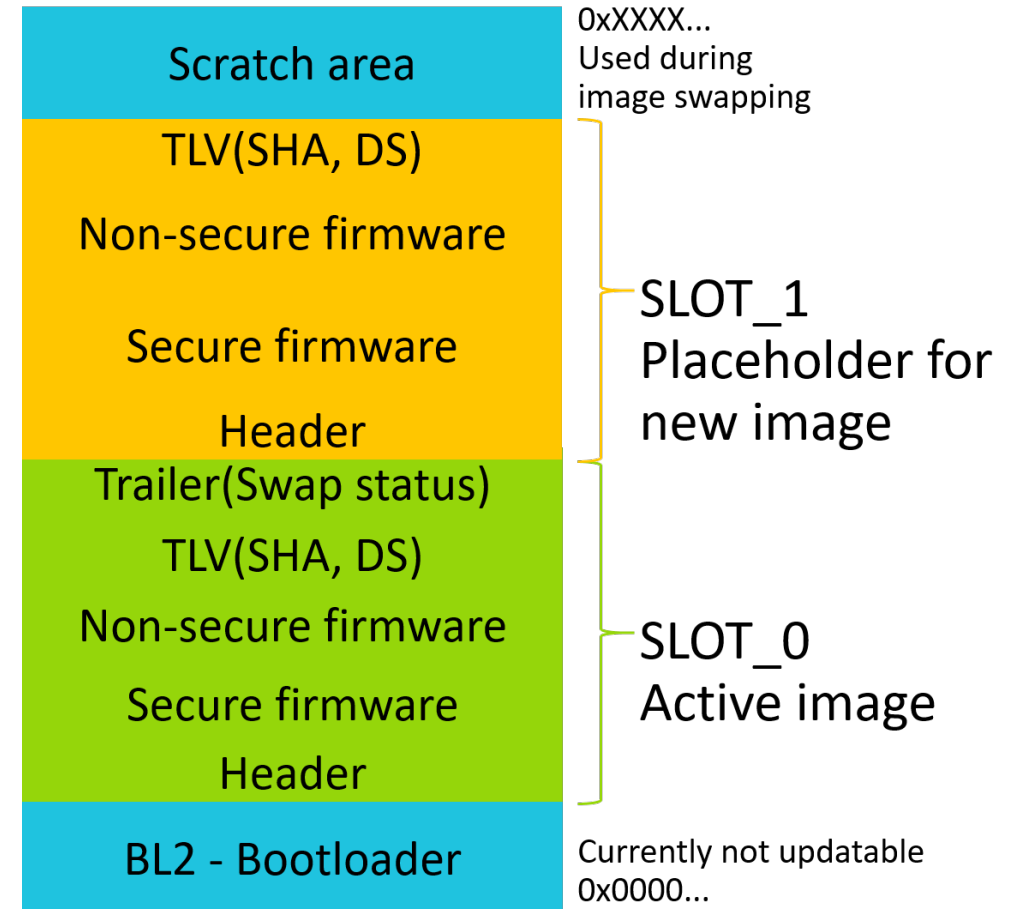 Scratch area
0xXXXX...
Used during
image swapping
TLV(SHA, DS)
Non-secure firmware
Secure firmware
Header
SLOT_1
Placeholder for
new image
Trailer(Swap status)
TLV(SHA, DS)
Non-secure firmware
Secure firmware
Header
SLOT_0
Active image
BL2 - Bootloader
Currently not updatable
0x0000...